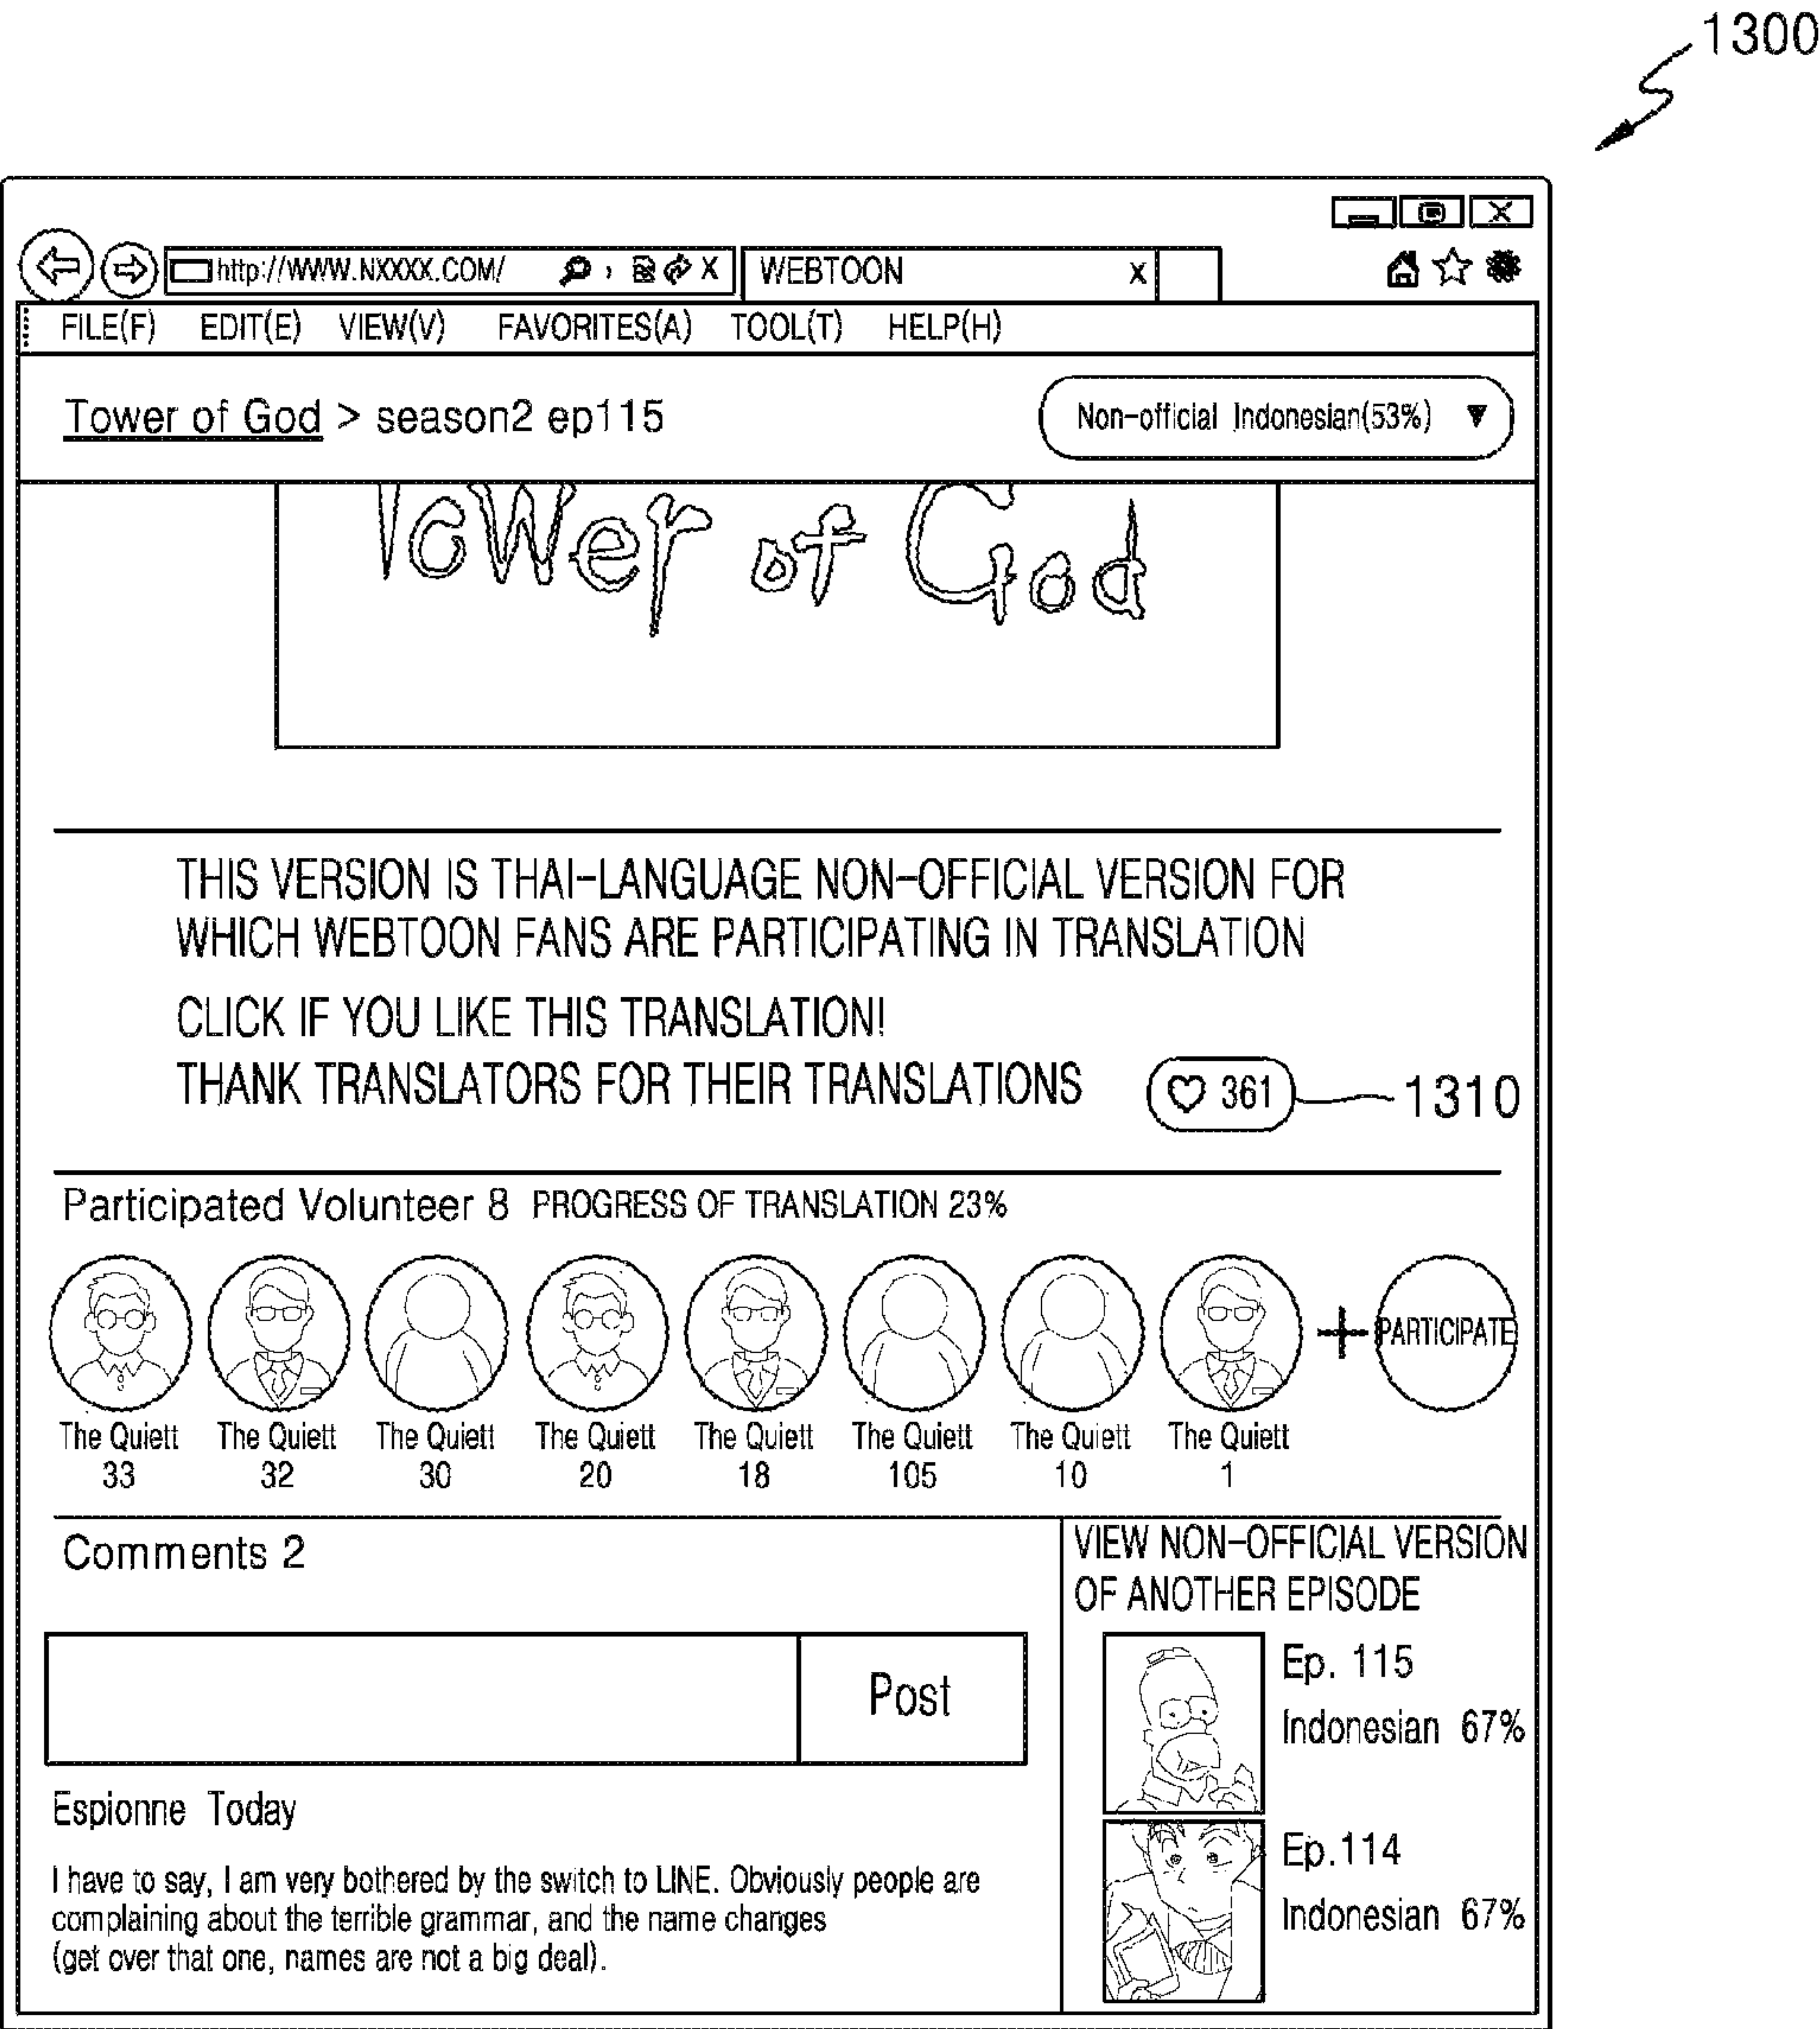 1300
http://WWW.NXXXX.COM/ X WEBTOON X
FILE(F) EDIT(E) VIEW(V) FAVORITES(A) TOOL(T) HELP(H)
Tower of God > season2 ep115 Non-official Indonesian(53%) ▼
Tower of God
THIS VERSION IS THAI-LANGUAGE NON-OFFICIAL VERSION FOR
WHICH WEBTOON FANS ARE PARTICIPATING IN TRANSLATION
CLICK IF YOU LIKE THIS TRANSLATION!
THANK TRANSLATORS FOR THEIR TRANSLATIONS ♡ 361 1310
Participated Volunteer 8 PROGRESS OF TRANSLATION 23%
+ PARTICIPATE
The Quiett The Quiett The Quiett The Quiett The Quiett The Quiett The Quiett The Quiett
33 32 30 20 18 105 10 1
Comments 2
Post
Espionne Today
I have to say, I am very bothered by the switch to LINE. Obviously people are
complaining about the terrible grammar, and the name changes
(get over that one, names are not a big deal).
VIEW NON-OFFICIAL VERSION
OF ANOTHER EPISODE
Ep. 115
Indonesian 67%
Ep.114
Indonesian 67%